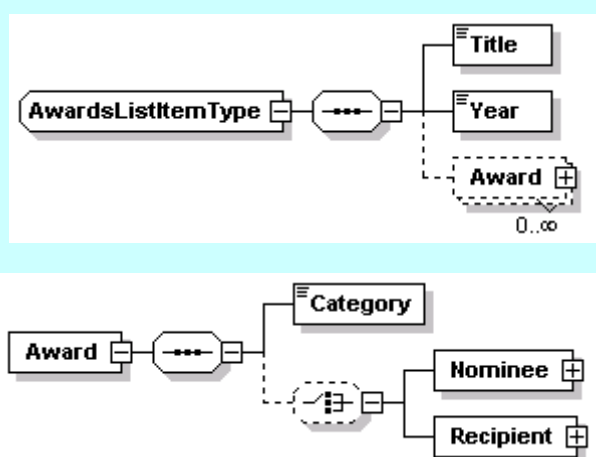 Title
AwardsListItemType
Year
Award
0..∞
Category
Award
Nominee
Recipient